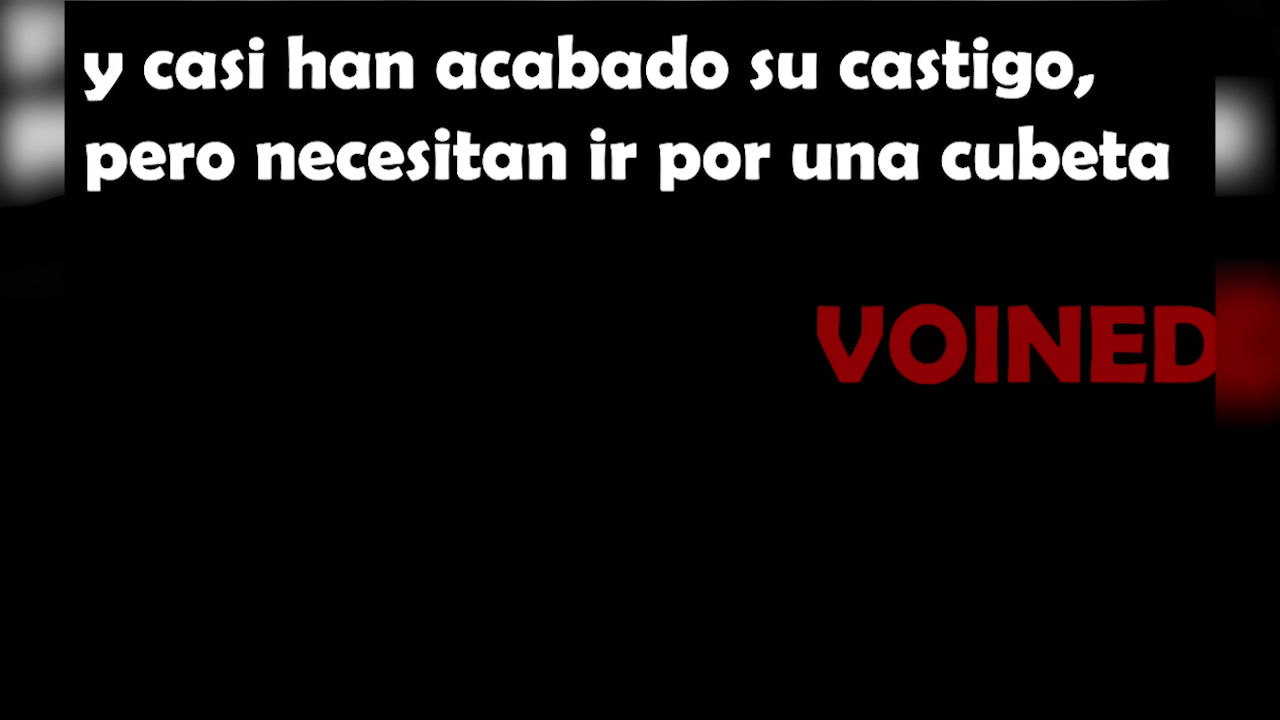 y casi han acabado su castigo,
pero necesitan ir por una cubeta
VOINED